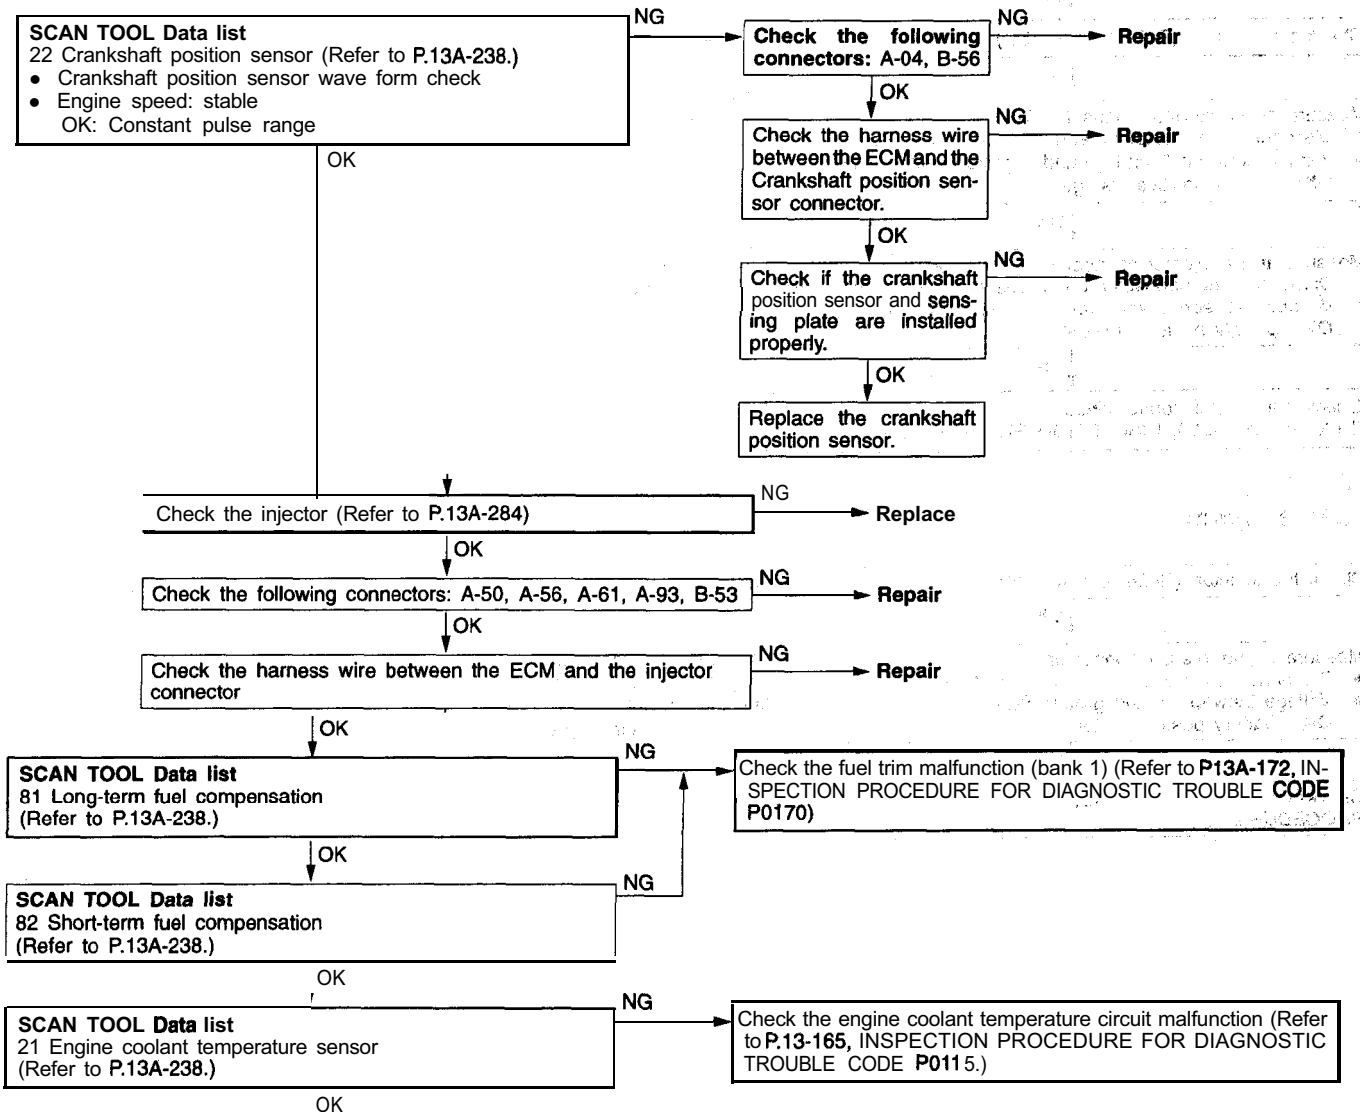 SCAN TOOL Data list
22 Crankshaft position sensor (Refer to P.13A-238.)
● Crankshaft position sensor wave form check
● Engine speed: stable
OK: Constant pulse range
NG
OK
Check the following
connectors: A-04, B-56
NG
Repair
OK
Check the harness wire
between the ECM and the
Crankshaft position sen-
sor connector.
NG
Repair
OK
Check if the crankshaft
position sensor and sens-
ing plate are installed
properly.
NG
Repair
OK
Replace the crankshaft
position sensor.
Check the injector (Refer to P.13A-284)
NG
Replace
OK
Check the following connectors: A-50, A-56, A-61, A-93, B-53
NG
Repair
OK
Check the harness wire between the ECM and the injector
connector
NG
Repair
OK
SCAN TOOL Data list
81 Long-term fuel compensation
(Refer to P.13A-238.)
NG
Check the fuel trim malfunction (bank 1) (Refer to P13A-172, IN-
SPECTION PROCEDURE FOR DIAGNOSTIC TROUBLE CODE
P0170)
OK
SCAN TOOL Data list
82 Short-term fuel compensation
(Refer to P.13A-238.)
NG
OK
SCAN TOOL Data list
21 Engine coolant temperature sensor
(Refer to P.13A-238.)
NG
Check the engine coolant temperature circuit malfunction (Refer
to P.13-165, INSPECTION PROCEDURE FOR DIAGNOSTIC
TROUBLE CODE P0115.)
OK